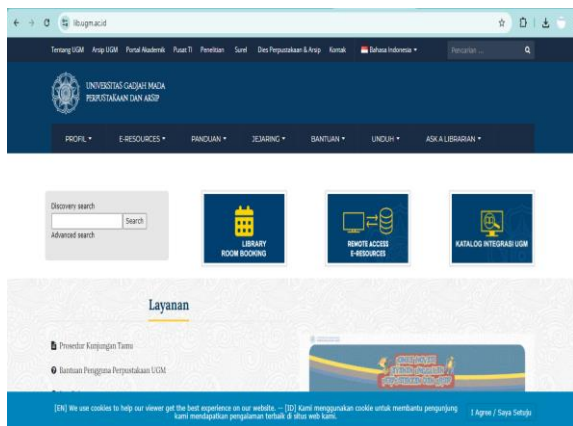 lib.ugm.ac.id
Tentang UGM Arsip UGM Portal Akademik Pusat TI Penelitian Surel Dies Perpustakaan & Arsip Kontak Bahasa Indonesia Pencarian ...
UNIVERSITAS GADJAH MADA
PERPUSTAKAAN DAN ARSIP
PROFIL E-RESOURCES PANDUAN JEJARING BANTUAN UNDUH ASK A LIBRARIAN
Discovery search
Search
Advanced search
LIBRARY
ROOM BOOKING
REMOTE ACCESS
E-RESOURCES
KATALOG INTEGRASI UGM
Layanan
Prosedur Kunjungan Tamu
Bantuan Pengguna Perpustakaan UGM
[EN] We use cookies to help our viewer get the best experience on our website. -- [ID] Kami menggunakan cookie untuk membantu pengunjung
kami mendapatkan pengalaman terbaik di situs web kami.
I Agree / Saya Setuju